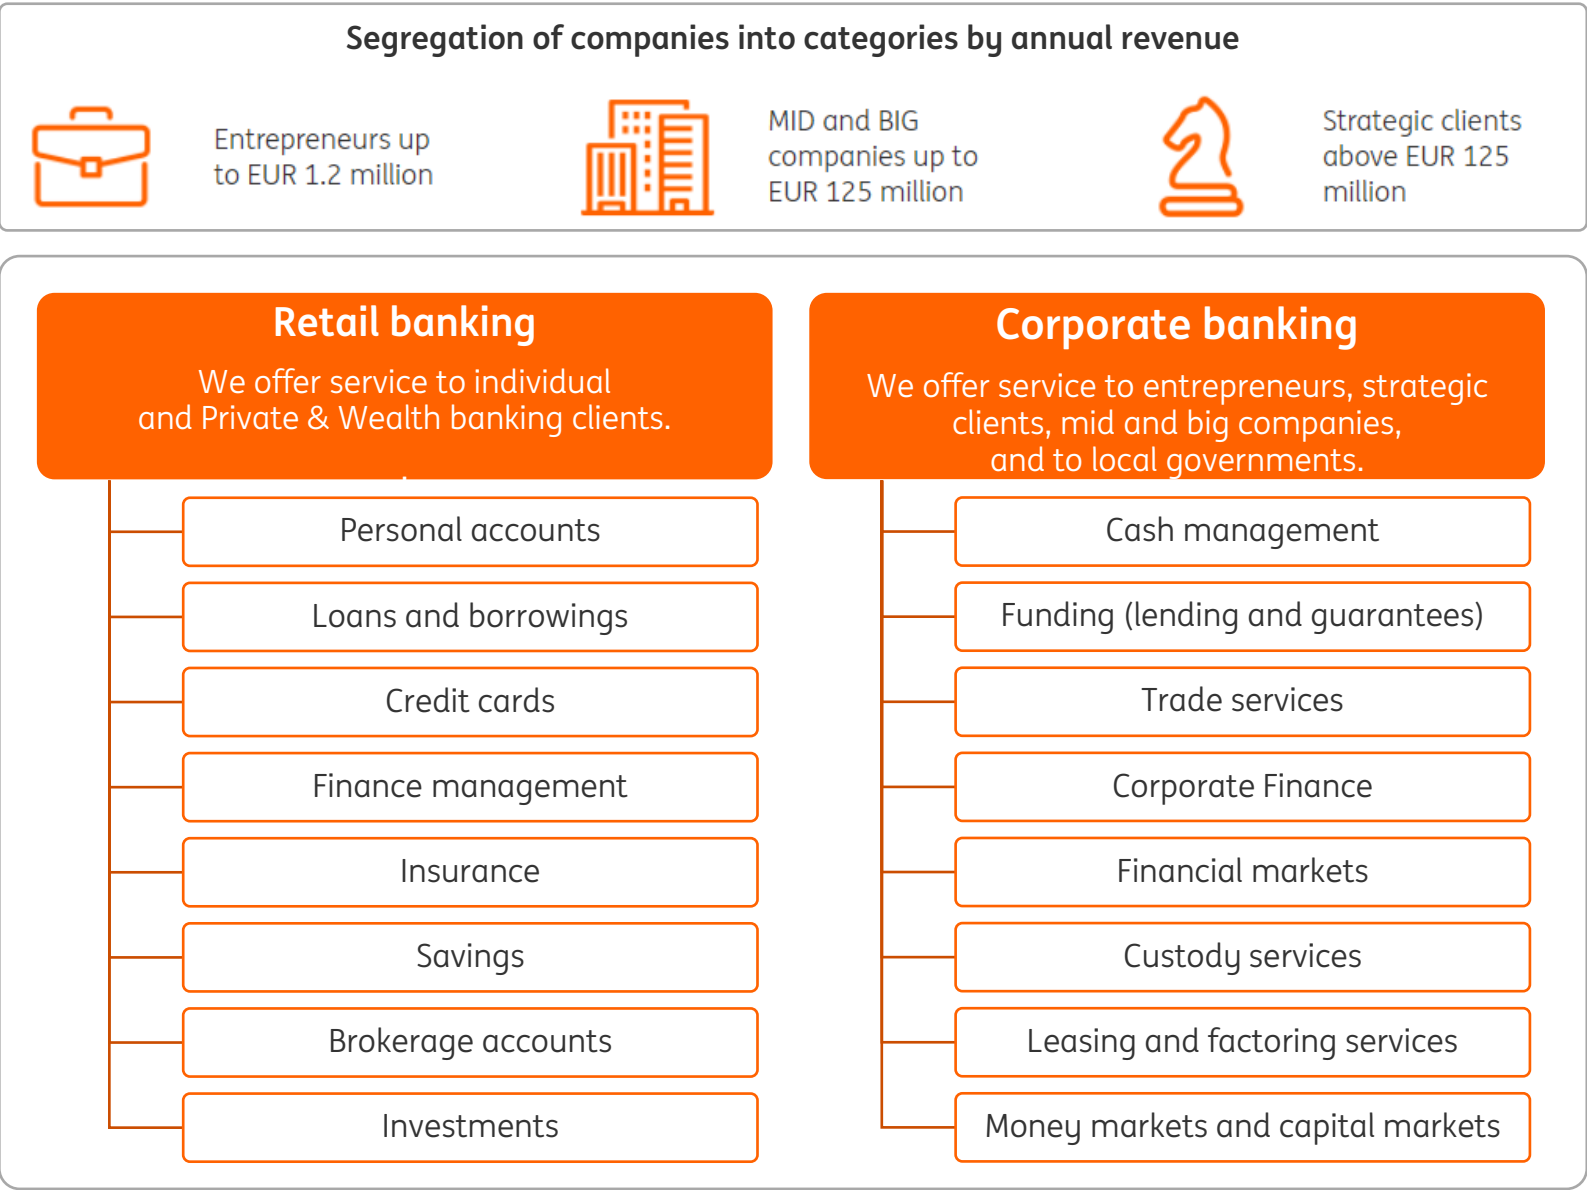 Segregation of companies into categories by annual revenue
Entrepreneurs up
to EUR 1.2 million
MID and BIG
companies up to
EUR 125 million
Strategic clients
above EUR 125
million
Retail banking
We offer service to individual
and Private & Wealth banking clients.
Personal accounts
Loans and borrowings
Credit cards
Finance management
Insurance
Savings
Brokerage accounts
Investments
Corporate banking
We offer service to entrepreneurs, strategic
clients, mid and big companies,
and to local governments.
Cash management
Funding (lending and guarantees)
Trade services
Corporate Finance
Financial markets
Custody services
Leasing and factoring services
Money markets and capital markets